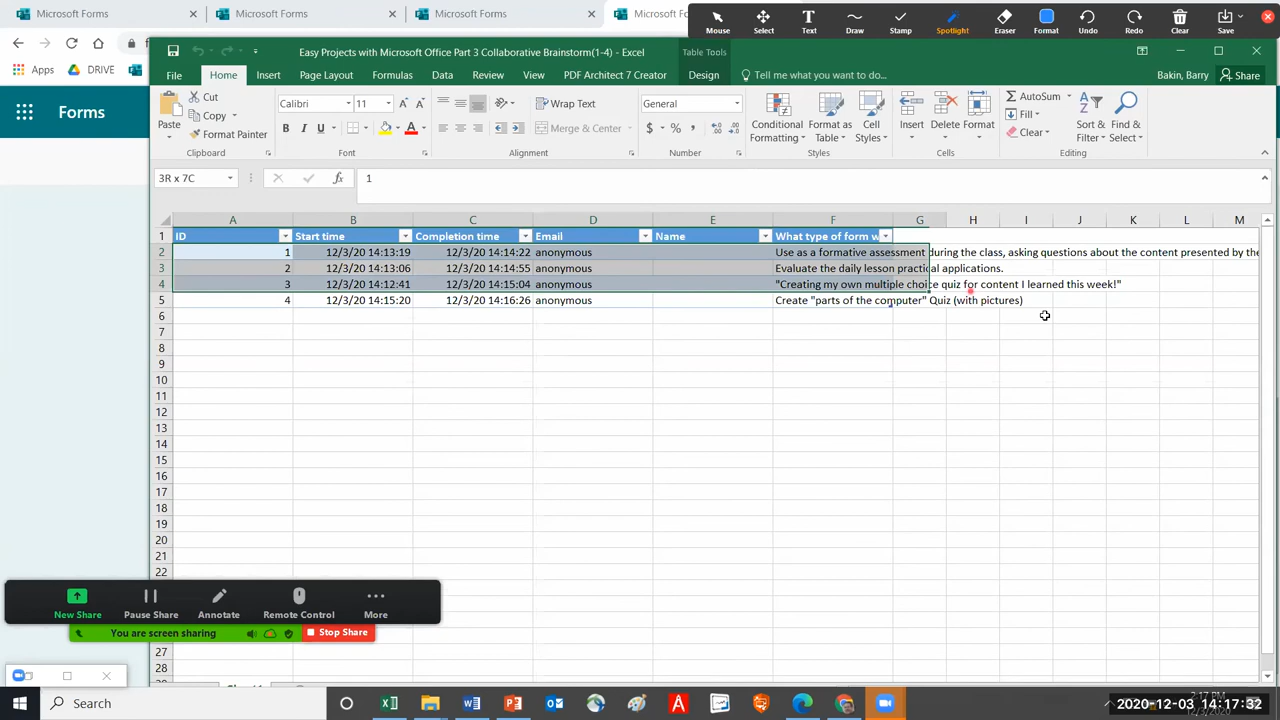 Microsoft Forms
Microsoft Forms
Microsoft Forms
Microsoft Fo
Mouse
Select
Text
Draw
Stamp
Spotlight
Eraser
Format
Undo
Redo
Clear
Save
Apps
DRIVE
Easy Projects with Microsoft Office Part 3 Collaborative Brainstorm(1-4) - Excel
Table Tools
File
Home
Insert
Page Layout
Formulas
Data
Review
View
PDF Architect 7 Creator
Design
Tell me what you want to do...
Bakin, Barry
Share
Forms
Paste
Cut
Copy
Format Painter
Clipboard
Calibri
11
B I U
Font
Wrap Text
Merge & Center
Alignment
General
$ % ,
Number
Conditional Formatting
Format as Table
Cell Styles
Styles
Insert
Delete
Format
Cells
AutoSum
Fill
Clear
Sort & Filter
Find & Select
Editing
3R x 7C
fx
1
A B C D E F G H I J K L M
1 ID Start time Completion time Email Name What type of form w
2 1 12/3/20 14:13:19 12/3/20 14:14:22 anonymous Use as a formative assessment during the class, asking questions about the content presented by the
3 2 12/3/20 14:13:06 12/3/20 14:14:55 anonymous Evaluate the daily lesson practical applications.
4 3 12/3/20 14:12:41 12/3/20 14:15:04 anonymous "Creating my own multiple choice quiz for content I learned this week!"
5 4 12/3/20 14:15:20 12/3/20 14:16:26 anonymous Create "parts of the computer" Quiz (with pictures)
6
7
8
9
10
11
12
13
14
15
16
17
18
19
20
21
22
27
28
New Share
Pause Share
Annotate
Remote Control
More
You are screen sharing
Stop Share
Search
2020-12-03 14:17:32